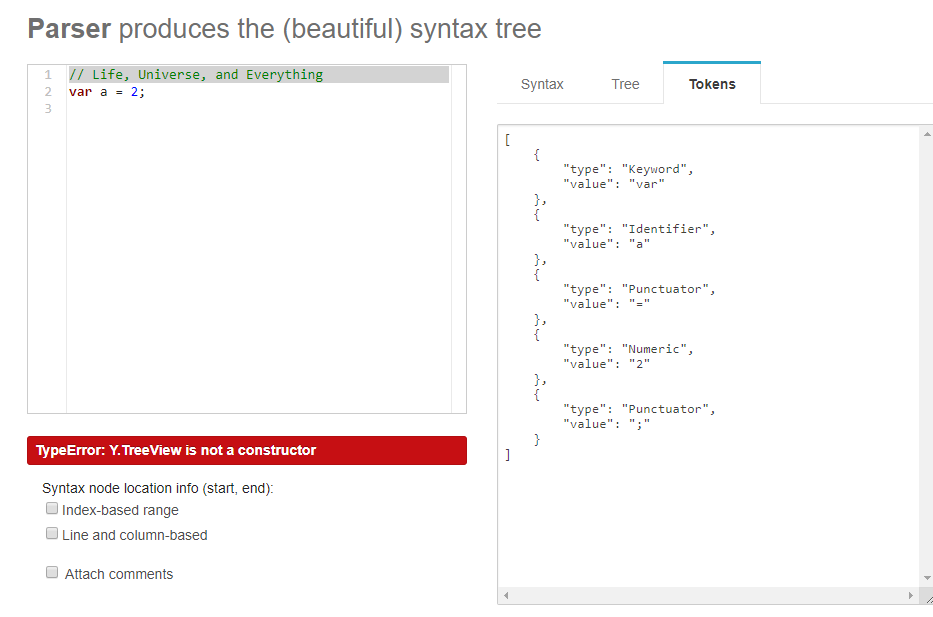 Parser produces the (beautiful) syntax tree
1 // Life, Universe, and Everything
2 var a = 2;
3
TypeError: Y.TreeView is not a constructor
Syntax node location info (start, end):
Index-based range
Line and column-based
Attach comments
Syntax Tree Tokens
[
    {
        "type": "Keyword",
        "value": "var"
    },
    {
        "type": "Identifier",
        "value": "a"
    },
    {
        "type": "Punctuator",
        "value": "="
    },
    {
        "type": "Numeric",
        "value": "2"
    },
    {
        "type": "Punctuator",
        "value": ";"
    }
]